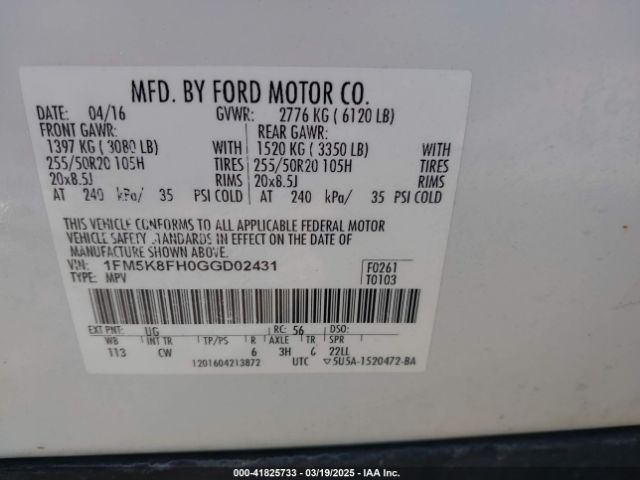 MFD. BY FORD MOTOR CO.
DATE: 04/16 GVWR: 2776 KG ( 6120 LB)
FRONT GAWR: REAR GAWR:
1397 KG ( 3080 LB) WITH 1520 KG ( 3350 LB) WITH
255/50R20 105H TIRES 255/50R20 105H TIRES
20x8.5J RIMS 20x8.5J RIMS
AT 240 kPa/ 35 PSI COLD AT 240 kPa/ 35 PSI COLD
THIS VEHICLE CONFORMS TO ALL APPLICABLE FEDERAL MOTOR
VEHICLE SAFETY STANDARDS IN EFFECT ON THE DATE OF
MANUFACTURE SHOWN ABOVE.
VIN: 1FM5K8FH0GGD02431 F0261
TYPE: MPV T0103
EXT PNT: UG RC: 56 DSO:
WB INT TR TP/PS R AXLE TR SPR
113 CW 6 3H 22LL
1201604213872 UTC ▽5U5A-1520472-BA
000-41825733 - 03/19/2025 - IAA Inc.